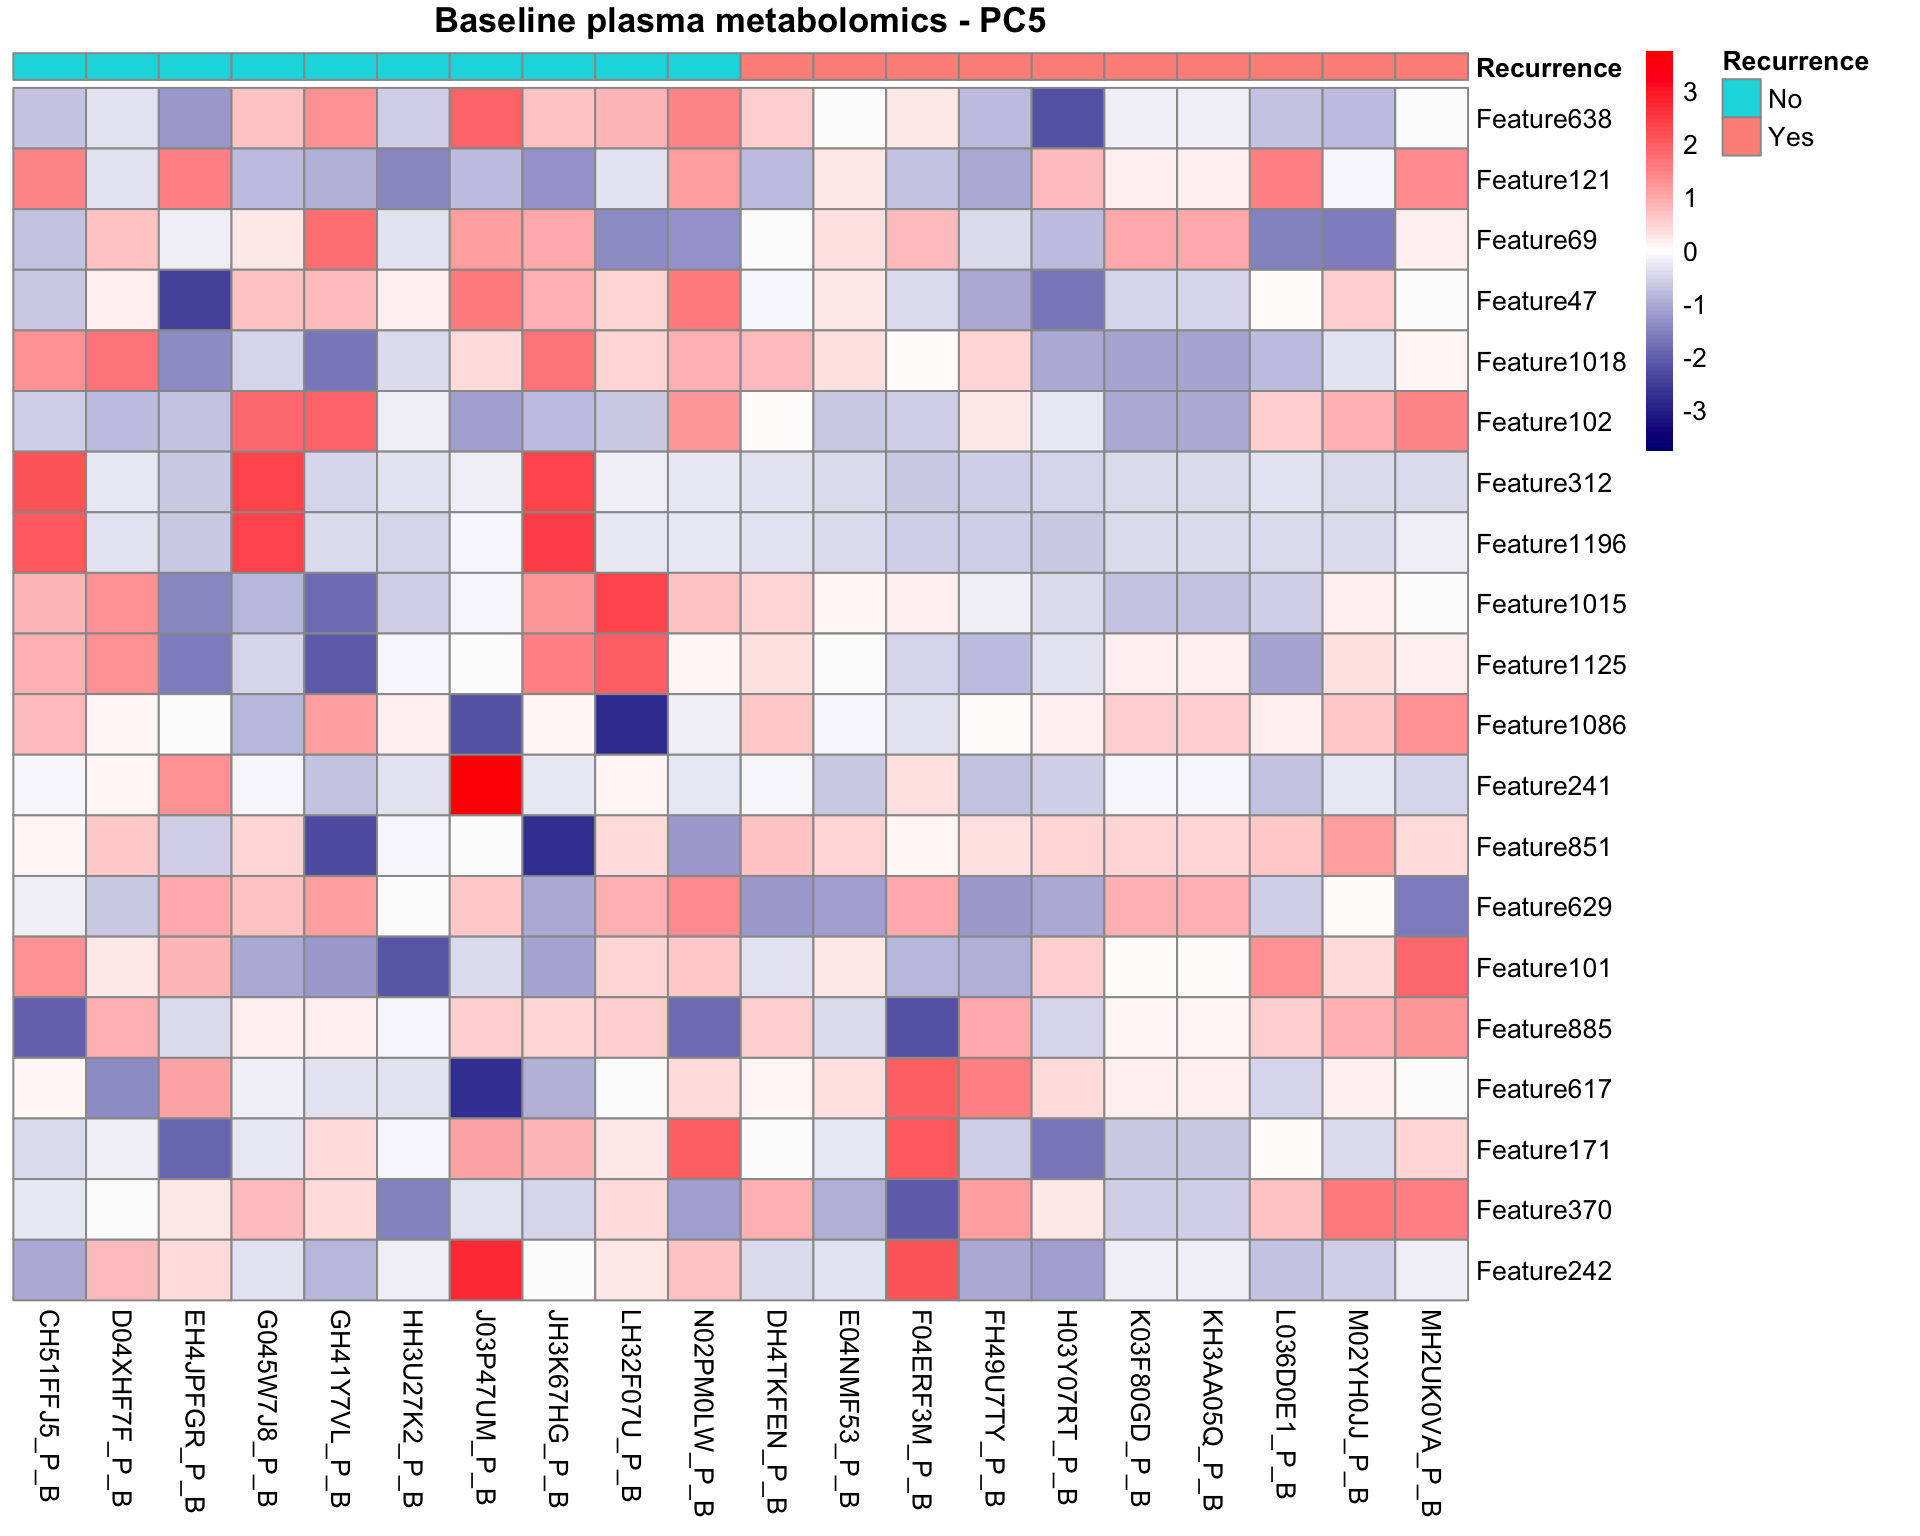 Baseline plasma metabolomics - PC5
Recurrence
Feature638
Feature121
Feature69
Feature47
Feature1018
Feature102
Feature312
Feature1196
Feature1015
Feature1125
Feature1086
Feature241
Feature851
Feature629
Feature101
Feature885
Feature617
Feature171
Feature370
Feature242
3
2
1
0
-1
-2
-3
Recurrence
No
Yes
CH51FFJ5_P_B
D04XHF7F_P_B
EH4JPFGR_P_B
G045W7J8_P_B
GH41Y7VL_P_B
HH3U27K2_P_B
J03P47UM_P_B
JH3K67HG_P_B
LH32F07U_P_B
N02PM0LW_P_B
DH4TKFEN_P_B
E04NMF53_P_B
F04ERF3M_P_B
FH49U7TY_P_B
H03Y07RT_P_B
K03F80GD_P_B
KH3AA05Q_P_B
L036D0E1_P_B
M02YH0JJ_P_B
MH2UK0VA_P_B